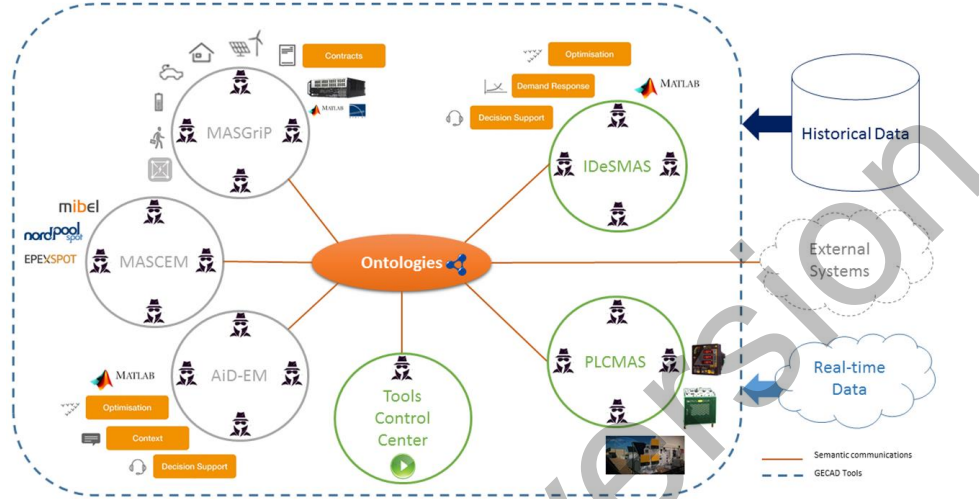 Contracts
MATLAB
MASGriP
Optimisation
MATLAB
Demand Response
Decision Support
IDeSMAS
Historical Data
mibel
nordpool
spot
EPEXSPOT
MASCEM
Ontologies
External
Systems
AiD-EM
MATLAB
Optimisation
Context
Decision Support
Tools
Control
Center
PLCMAS
Real-time
Data
Semantic communications
GECAD Tools
version